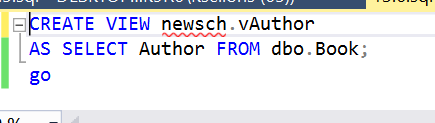 CREATE VIEW newsch.vAuthor
AS SELECT Author FROM dbo.Book;
go